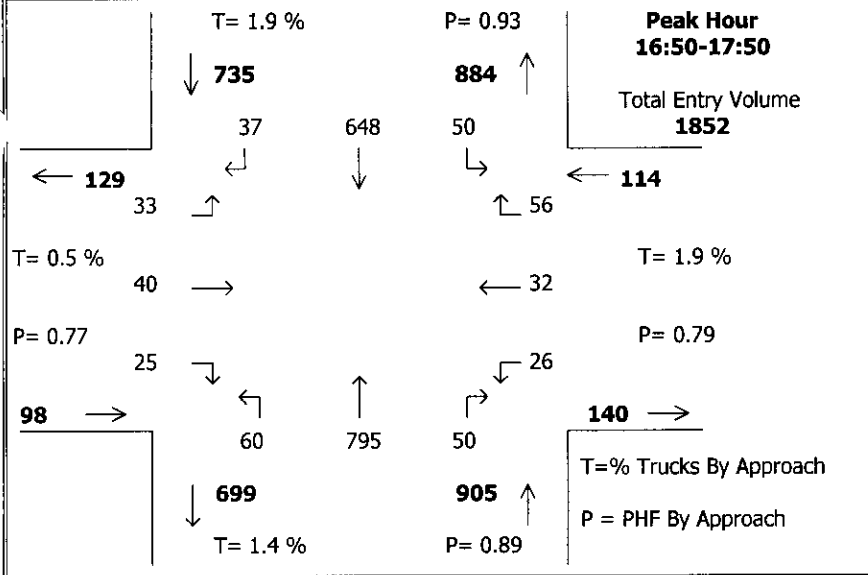 T= 1.9 % P= 0.93 Peak Hour
16:50-17:50
735 884
Total Entry Volume
37 648 50 1852
129 114
33 56
T= 0.5 % T= 1.9 %
40 32
P= 0.77 P= 0.79
25 26
98 140
60 795 50
T=% Trucks By Approach
699 905
P = PHF By Approach
T= 1.4 % P= 0.89